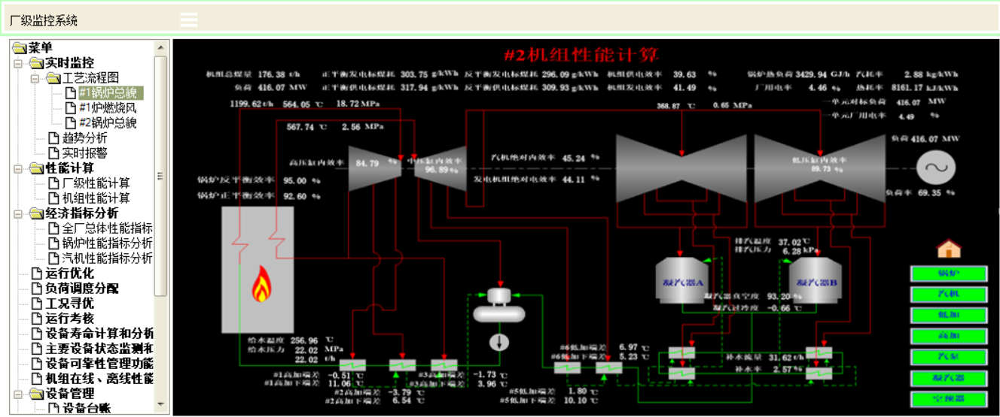 厂级监控系统
菜单
实时监控
工艺流程图
#1锅炉总貌
#1炉燃烧风
#2锅炉总貌
趋势分析
实时报警
性能计算
厂级性能计算
机组性能计算
经济指标分析
全厂总体性能指标
锅炉性能指标分析
汽机性能指标分析
运行优化
负荷调度分配
工况寻优
运行考核
设备寿命计算和分析
主要设备状态监测和
设备可靠性管理功能
机组在线、离线性能
设备管理
设备台账
#2机组性能计算
机组总煤量 176.38 t/h 正平衡发电标煤耗 303.75 g/kWh 反平衡发电标煤耗 296.09 g/kWh 机组供电效率 39.63 % 锅炉热负荷 3429.94 GJ/h 汽耗率 2.88 kg/kWh
负荷 416.07 MW 正平衡供电标煤耗 317.94 g/kWh 反平衡供电标煤耗 309.93 g/kWh 机组发电效率 41.49 % 厂用电率 4.46 % 热耗率 8161.17 kJ/kWh
1199.62 t/h 564.05 ℃ 18.72 MPa 368.87 ℃ 0.65 MPa 一单元对标负荷 416.07 MW
567.74 ℃ 2.56 MPa 一单元厂用电率 4.49 %
负荷 416.07 MW
高压缸内效率 84.79 % 中压缸内效率 96.89 % 汽机绝对内效率 45.24 % 低压缸内效率 89.73 %
锅炉反平衡效率 95.00 % 发电机组绝对电效率 44.11 %
锅炉正平衡效率 92.60 % 负荷率 69.35 %
排汽温度 37.02 ℃
排汽压力 6.28 kPa
凝汽器A 凝汽器B
凝汽器真空度 93.20 %
凝汽过冷度 -0.66 ℃
给水温度 256.96 ℃
给水压力 22.02 MPa
22.02 t/h
#1高加端差 -0.51 ℃
#1高加下端差 11.06 ℃
#2高加端差 -3.79 ℃
#2高加下端差 6.54 ℃
#3高加端差 -1.73 ℃
#3高加下端差 3.96 ℃
#6低加端差 6.97 ℃
#6低加下端差 5.23 ℃
#5低加端差 1.80 ℃
#5低加下端差 10.10 ℃
补水流量 31.62 t/h
补水率 2.57 %
锅炉
汽机
低加
高加
汽泵
凝汽器
空预器